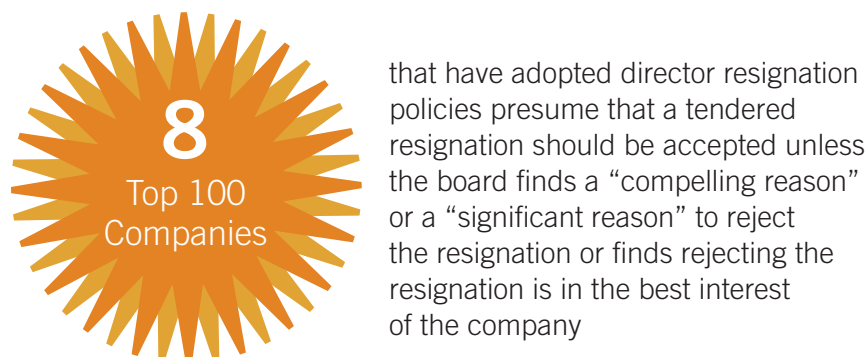 8
Top 100
Companies
that have adopted director resignation
policies presume that a tendered
resignation should be accepted unless
the board finds a “compelling reason”
or a “significant reason” to reject
the resignation or finds rejecting the
resignation is in the best interest
of the company